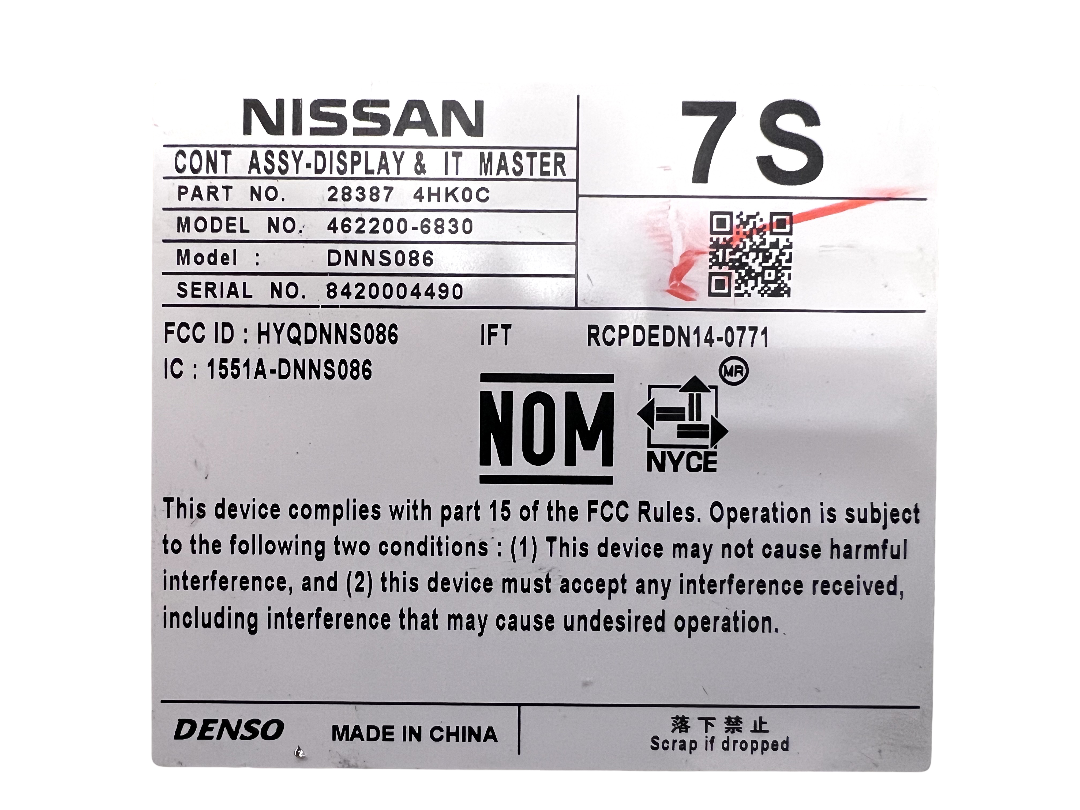 NISSAN
7S
CONT ASSY-DISPLAY & IT MASTER
PART NO. 28387 4HK0C
MODEL NO. 462200-6830
Model : DNNS086
SERIAL NO. 8420004490
FCC ID : HYQDNNS086 IFT RCPDEDN14-0771
IC : 1551A-DNNS086
MR
NOM
NYCE
This device complies with part 15 of the FCC Rules. Operation is subject
to the following two conditions : (1) This device may not cause harmful
interference, and (2) this device must accept any interference received,
including interference that may cause undesired operation.
DENSO MADE IN CHINA
落下禁止
Scrap if dropped